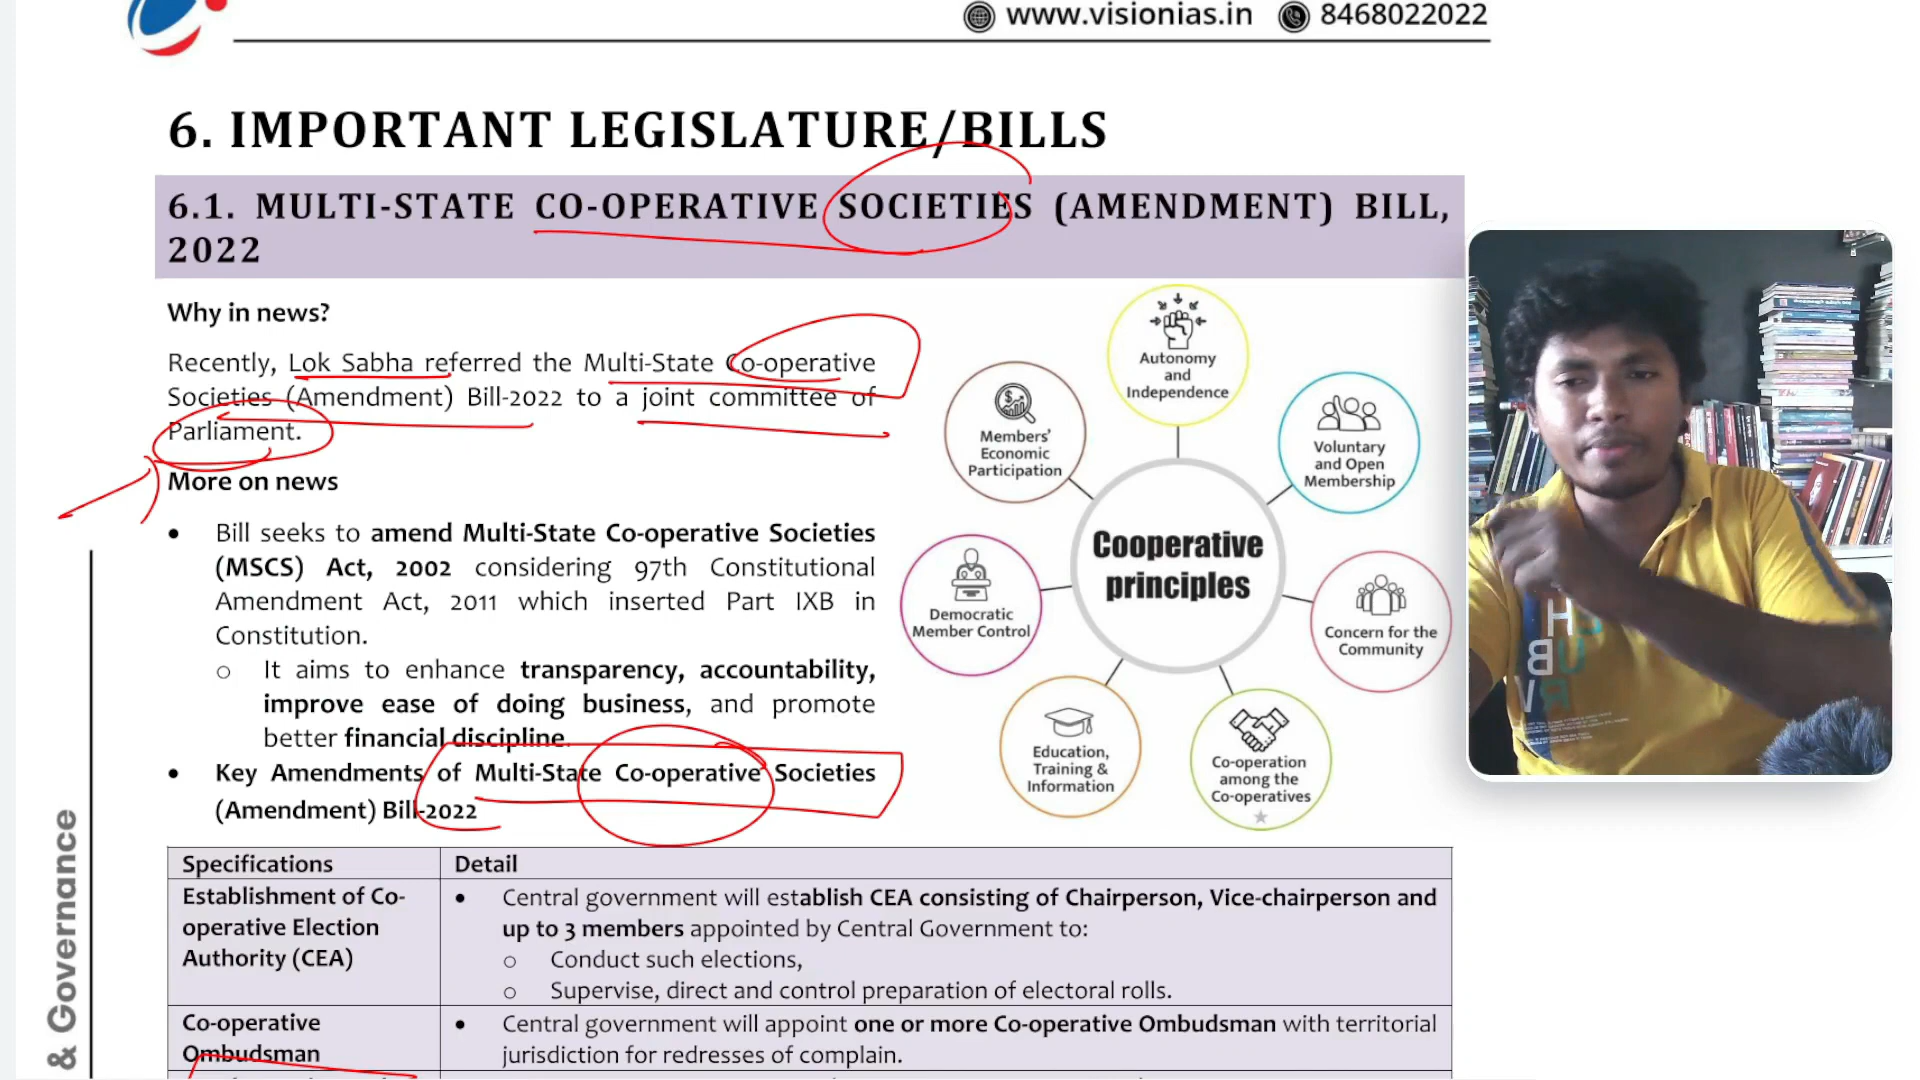 www.visionias.in 8468022022
6. IMPORTANT LEGISLATURE/BILLS
6.1. MULTI-STATE CO-OPERATIVE SOCIETIES (AMENDMENT) BILL,
2022
Why in news?
Recently, Lok Sabha referred the Multi-State Co-operative
Societies (Amendment) Bill-2022 to a joint committee of
Parliament.
More on news
• Bill seeks to amend Multi-State Co-operative Societies
(MSCS) Act, 2002 considering 97th Constitutional
Amendment Act, 2011 which inserted Part IXB in
Constitution.
o It aims to enhance transparency, accountability,
improve ease of doing business, and promote
better financial discipline.
• Key Amendments of Multi-State Co-operative Societies
(Amendment) Bill-2022
Autonomy
and
Independence
Voluntary
and Open
Membership
Concern for the
Community
Co-operation
among the
Co-operatives
Education,
Training &
Information
Democratic
Member Control
Members'
Economic
Participation
Cooperative
principles
Specifications Detail
Establishment of Co-
operative Election
Authority (CEA)
• Central government will establish CEA consisting of Chairperson, Vice-chairperson and
up to 3 members appointed by Central Government to:
o Conduct such elections,
o Supervise, direct and control preparation of electoral rolls.
Co-operative
Ombudsman
• Central government will appoint one or more Co-operative Ombudsman with territorial
jurisdiction for redresses of complain.
& Governance